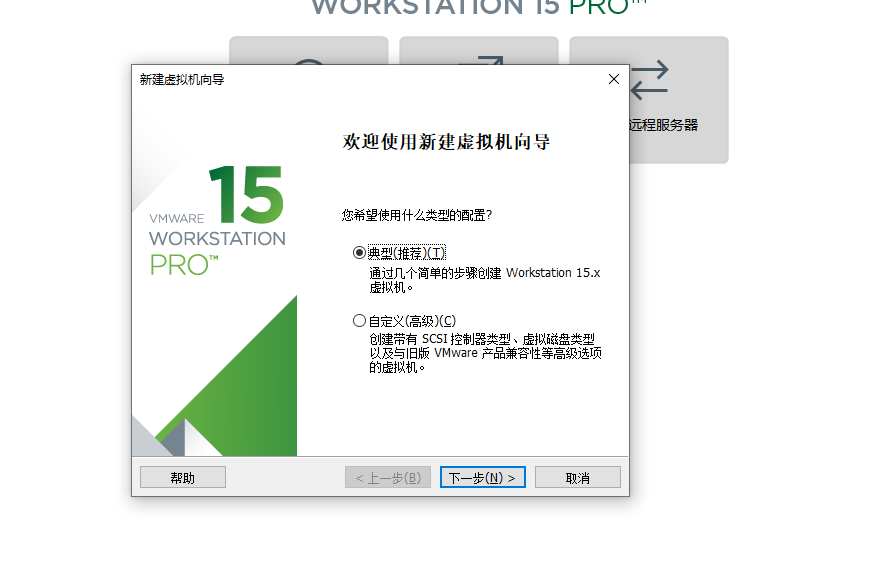 WORKSTATION 15 PRO™
远程服务器
新建虚拟机向导
欢迎使用新建虚拟机向导
15
VMWARE
WORKSTATION
PRO™
您希望使用什么类型的配置?
典型(推荐)(T)
通过几个简单的步骤创建 Workstation 15.x
虚拟机。
自定义(高级)(C)
创建带有 SCSI 控制器类型、虚拟磁盘类型
以及与旧版 VMware 产品兼容性等高级选项
的虚拟机。
帮助
< 上一步(B)
下一步(N) >
取消